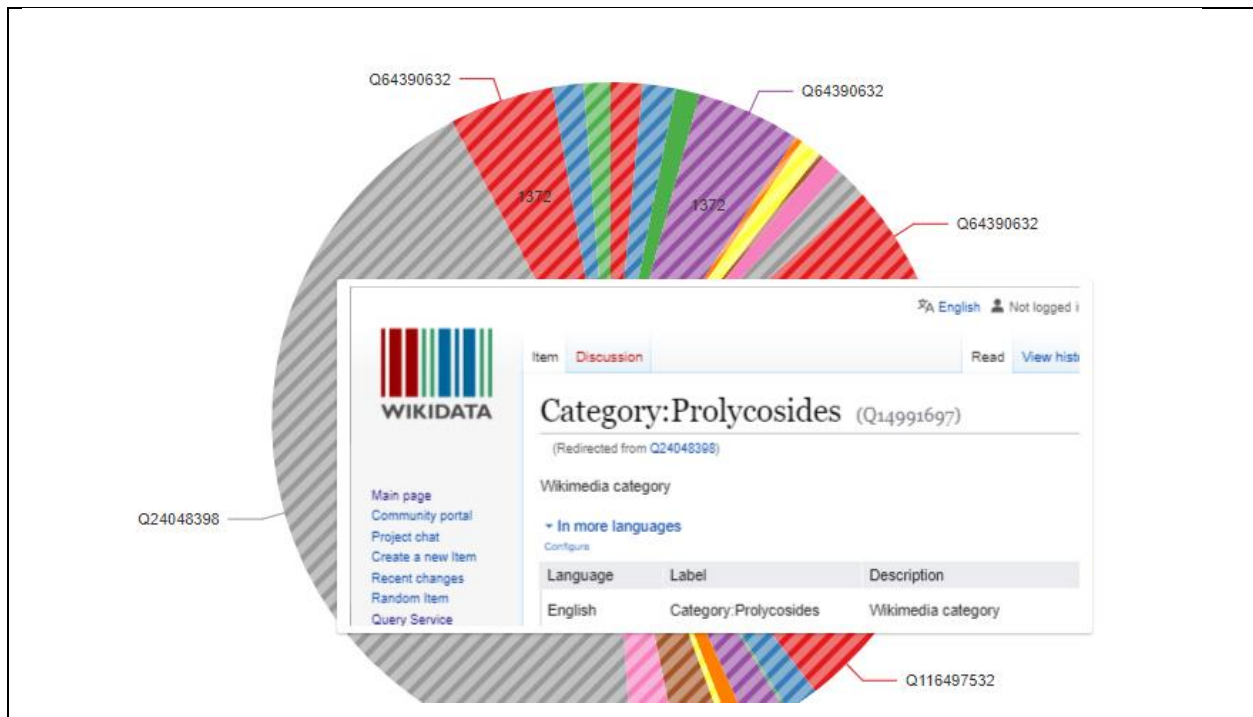 Q64390632
Q64390632
1372
1372
Q64390632
English Not logged i
Item Discussion
Read View hist
WIKIDATA
Category:Prolycosides (Q14991697)
(Redirected from Q24048398)
Wikimedia category
In more languages
Configure
Language Label Description
English Category:Prolycosides Wikimedia category
Main page
Community portal
Project chat
Create a new Item
Recent changes
Random Item
Query Service
Q24048398
Q116497532